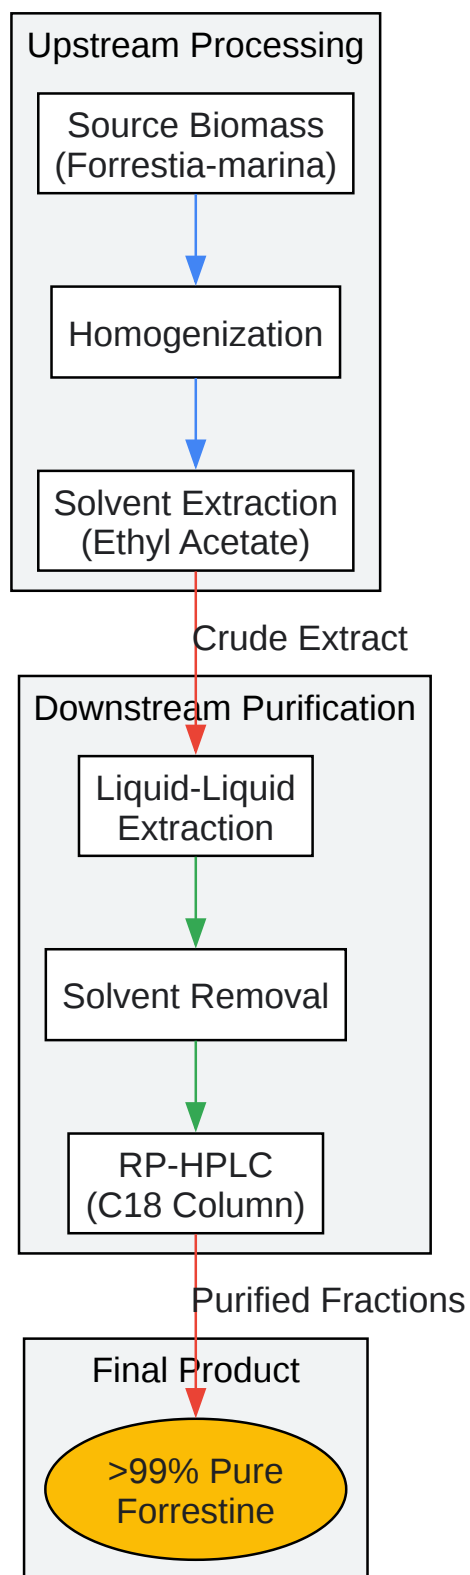 Upstream Processing
Source Biomass
(Forrestia-marina)
Homogenization
Solvent Extraction
(Ethyl Acetate)
Crude Extract
Downstream Purification
Liquid-Liquid
Extraction
Solvent Removal
RP-HPLC
(C18 Column)
Purified Fractions
Final Product
>99% Pure
Forrestine